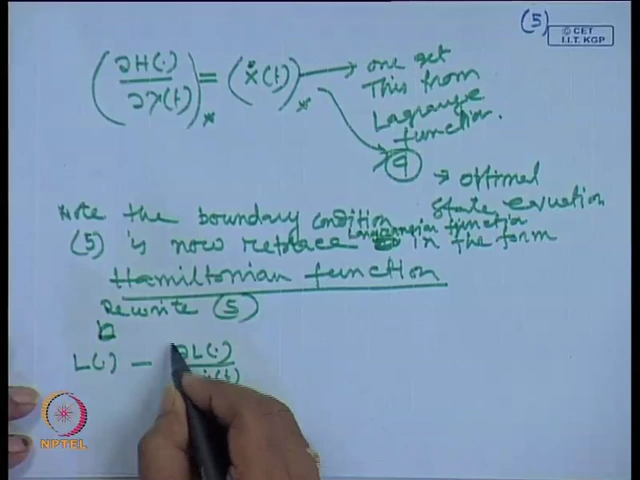 (5)
© CET
I.I.T. KGP
(∂H(·)/∂λ(t))* = (ẋ(t))* → one get
This from
Lagrange
function.
(9)
→ optimal
state equation
Note the boundary condition
(5) is now replace Lagrangian function in the form
Hamiltonian function
Rewrite (5)
L(·) — ∂L(·)
(t)
NPTEL